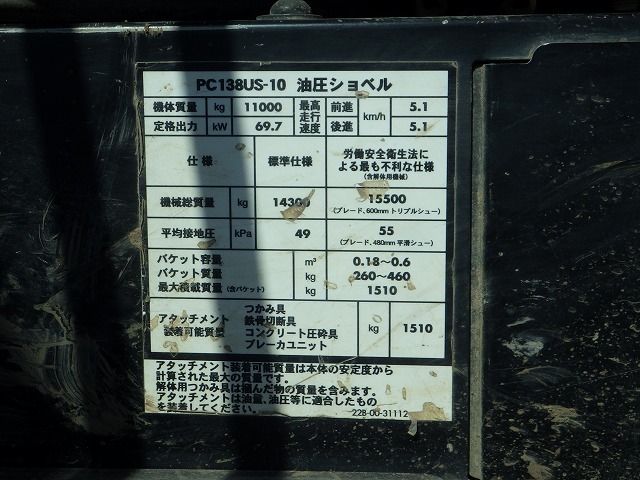 PC138US-10 油圧ショベル
機体質量 kg 11000 最高走行速度 前進 km/h 5.1
定格出力 kW 69.7 後進 5.1
仕様 標準仕様 労働安全衛生法による最も不利な仕様
(含解体用機械)
機械総質量 kg 14300 15500
(ブレード、600mmトリプルシュー)
平均接地圧 kPa 49 55
(ブレード、480mm平滑シュー)
バケット容量 m³ 0.18～0.6
バケット質量 kg 260～460
最大積載質量 (含バケット) kg 1510
アタッチメント装着可能質量 つかみ具 kg 1510
鉄骨切断具
コンクリート圧砕具
ブレーカユニット
アタッチメント装着可能質量は本体の安定度から
計算された最大の質量です。
解体用つかみ具は掴んだ物の質量を含みます。
アタッチメントは油量、油圧等に適合したもの
を装着してください。
22B-00-31112